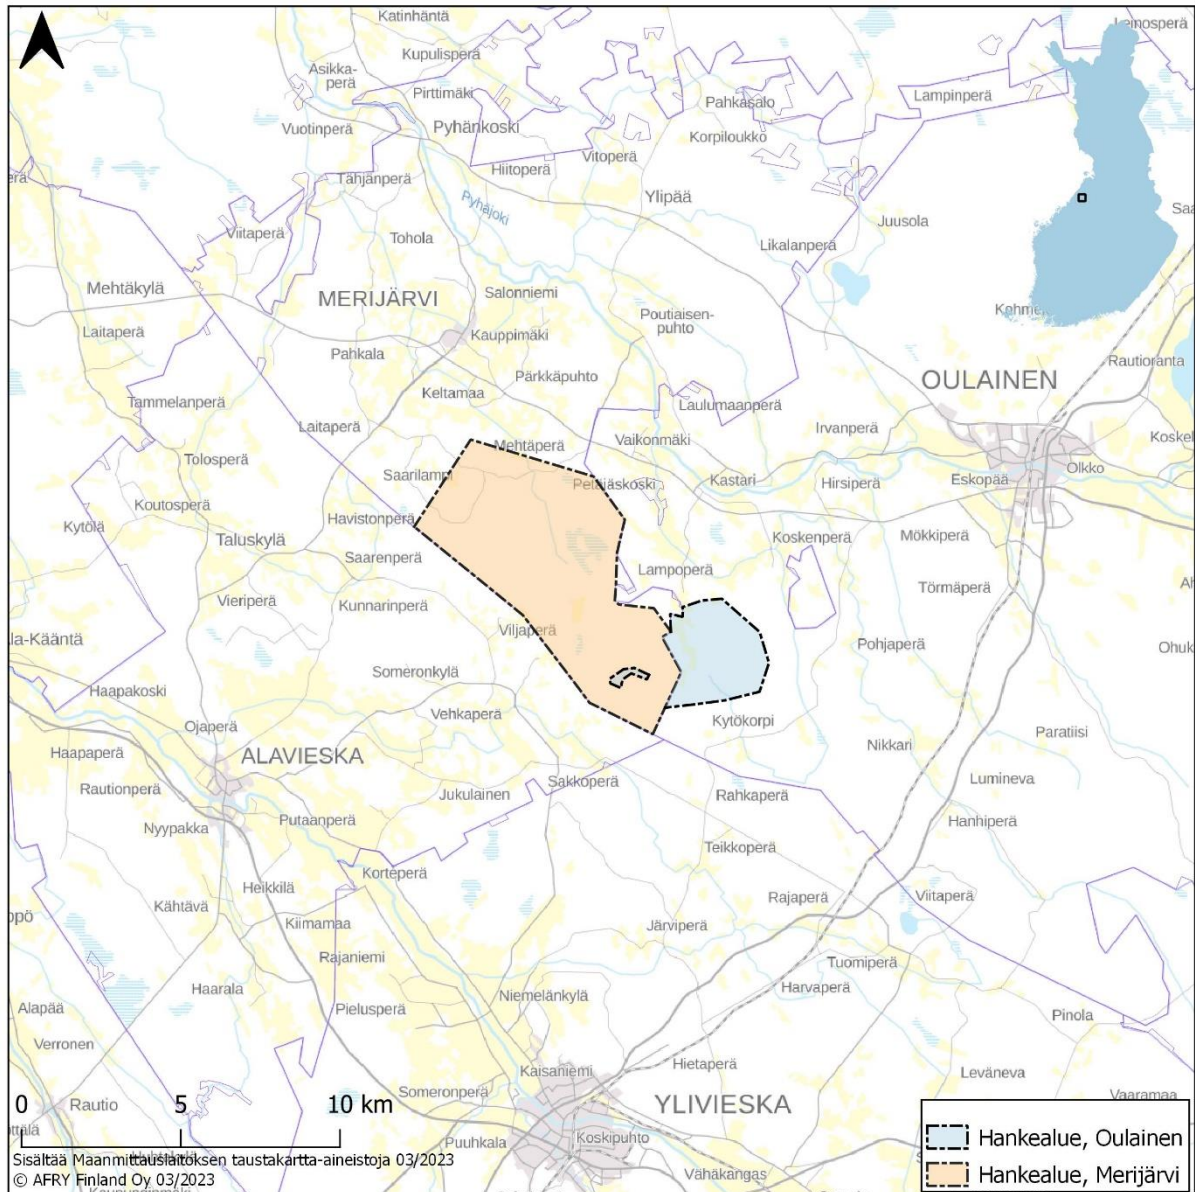 Katinhäntä
Kupulisperä
Leinosperä
Asikka-
perä
Pirttimäki
Pahkasalo
Lampinperä
Vuotinperä
Pyhänkoski
Korpiloukko
Vitoperä
Hiitoperä
Tähjänperä
Ylipää
Pyhäjoki
Juusola
Viitaperä
Tohola
Likalanperä
Mehtäkylä
MERIJÄRVI
Salonniemi
Poutiaisen-
puhto
Laitaperä
Kauppimäki
Pahkala
Rautioranta
Pärkkäpuhto
OULAINEN
Keltamaa
Tammelanperä
Laulumaanperä
Laitaperä
Irvanperä
Mehtäperä
Vaikonmäki
Tolosperä
Saarilampi
Olkko
Petäjäskoski
Kastari
Hirsiperä
Eskopää
Koutosperä
Havistonperä
Kytölä
Taluskylä
Koskenperä
Mökkiperä
Saarenperä
Lampoperä
Törmäperä
Vieriperä
Kunnarinperä
Viljaperä
la-Kääntä
Pohjaperä
Someronkylä
Haapakoski
Vehkaperä
Kytökorpi
Ojaperä
Paratiisi
Haapaperä
ALAVIESKA
Nikkari
Sakkoperä
Lumineva
Rautionperä
Jukulainen
Rahkaperä
Putaanperä
Nyypakka
Hanhiperä
Teikkoperä
Korteperä
Heikkilä
Rajaperä
Viitaperä
Kähtävä
Kiimamaa
Järviperä
Rajaniemi
Tuomiperä
Haarala
Niemelänkylä
Harvaperä
Alapää
Pielusperä
Pinola
Verronen
Hietaperä
Kaisaniemi
Leväneva
Someronperä
Vaaramaa
0 5 10 km
Rautio
YLIVIESKA
Puuhkala
Koskipuhto
Vähäkangas
Hankealue, Oulainen
Hankealue, Merijärvi
Sisältää Maanmittauslaitoksen taustakartta-aineistoja 03/2023
© AFRY Finland Oy 03/2023